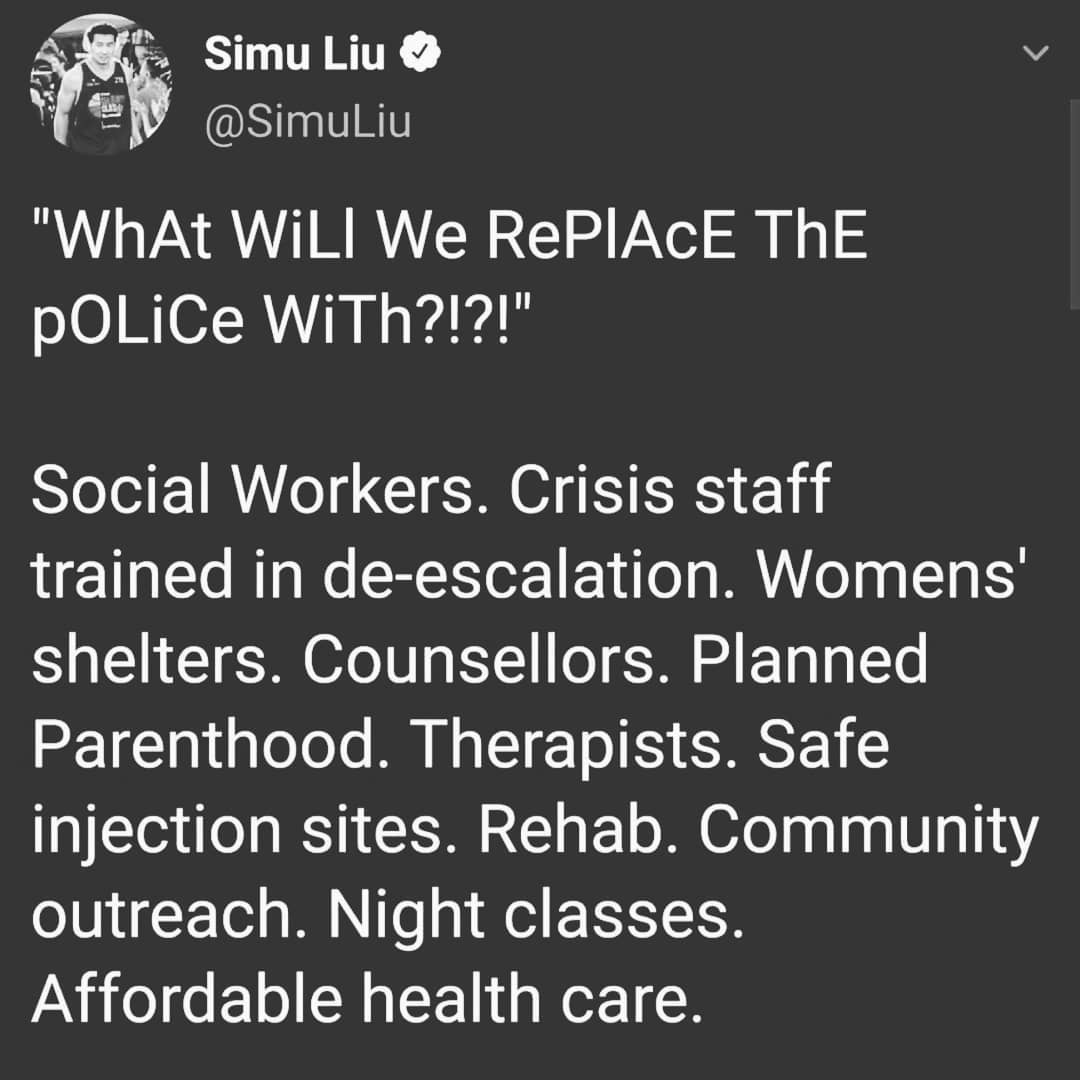 Simu Liu
@SimuLiu
"WhAt WiLl We RePlAcE ThE
pOLiCe WiTh?!?!"
Social Workers. Crisis staff
trained in de-escalation. Womens'
shelters. Counsellors. Planned
Parenthood. Therapists. Safe
injection sites. Rehab. Community
outreach. Night classes.
Affordable health care.